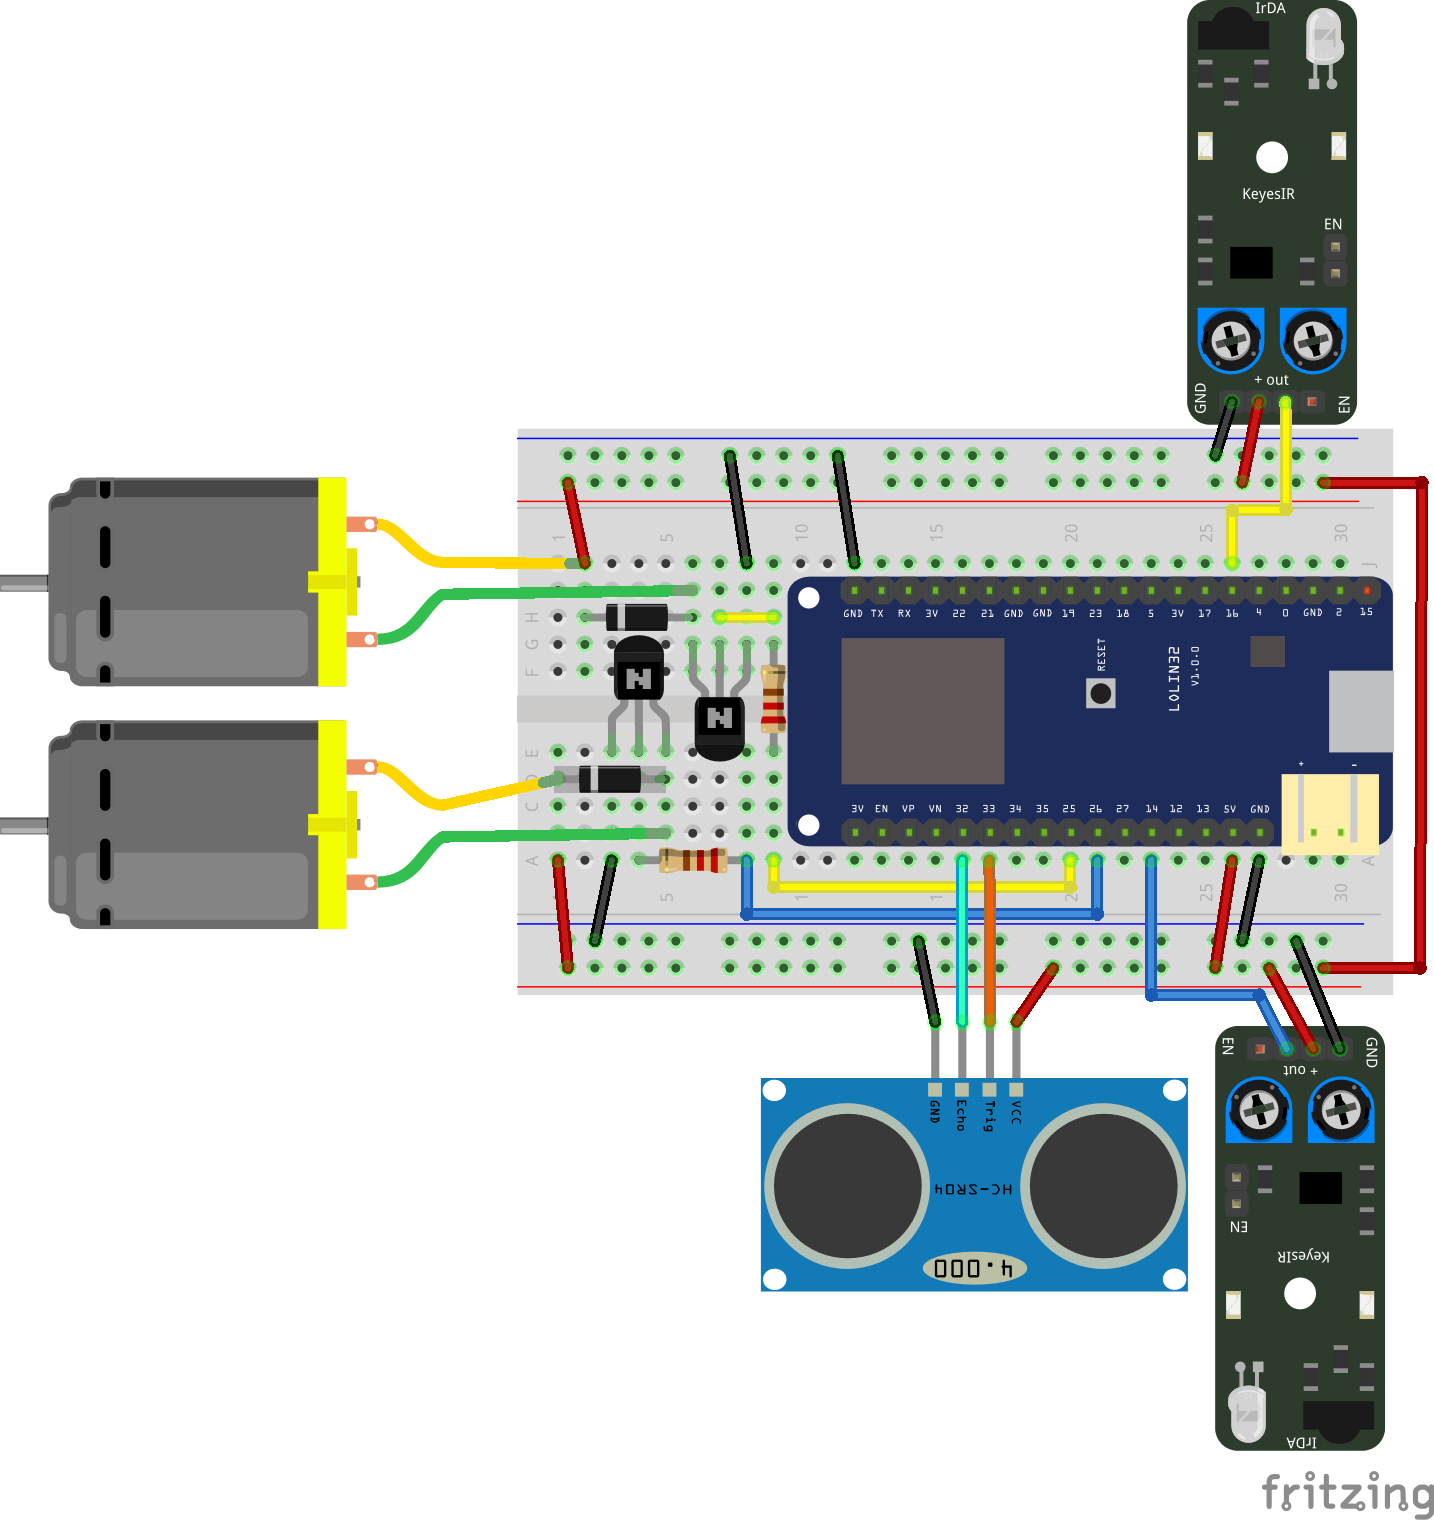 IrDA
KeyesIR
EN
+ out
GND
EN
1 5 10 15 20 25 30
J
H
G
F
E
D
C
A
A
GND TX RX 3V 22 21 GND GND 19 23 18 5 3V 17 16 4 0 GND 2 15
RESET
LOLIN32
V1.0.0
+ -
3V EN VP VN 32 33 34 35 25 26 27 14 12 13 5V GND
5 1 1 2 25 30
GND Echo Trig VCC
HC-SR04
4.000
EN
GND
+ out
EN
KeyesIR
IrDA
fritzing